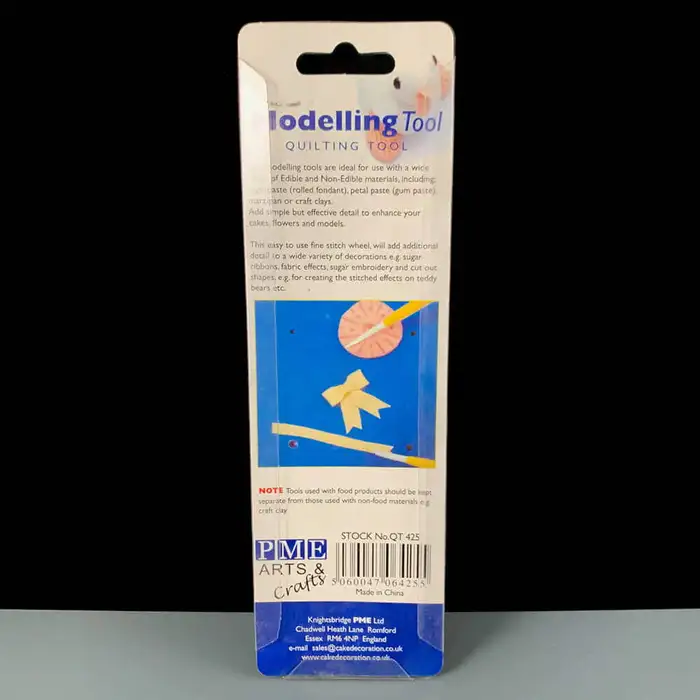 Modelling Tool
QUILTING TOOL
odelling tools are ideal for use with a wide
of Edible and Non-Edible materials, including;
paste (rolled fondant), petal paste (gum paste),
marzipan or craft clays.
Add simple but effective detail to enhance your
cakes, flowers and models.
This easy to use fine stitch wheel, will add additional
detail to a wide variety of decorations e.g. sugar
ribbons, fabric effects, sugar embroidery and cut out
shapes, e.g. for creating the stitched effects on teddy
bears etc.
NOTE Tools used with food products should be kept
separate from those used with non-food materials e.g.
craft clay
STOCK No.QT 425
PME
ARTS &
Crafts
5 060047 064255
Made in China
Knightsbridge PME Ltd
Chadwell Heath Lane Romford
Essex RM6 4NP England
e-mail sales@cakedecoration.co.uk
www.cakedecoration.co.uk